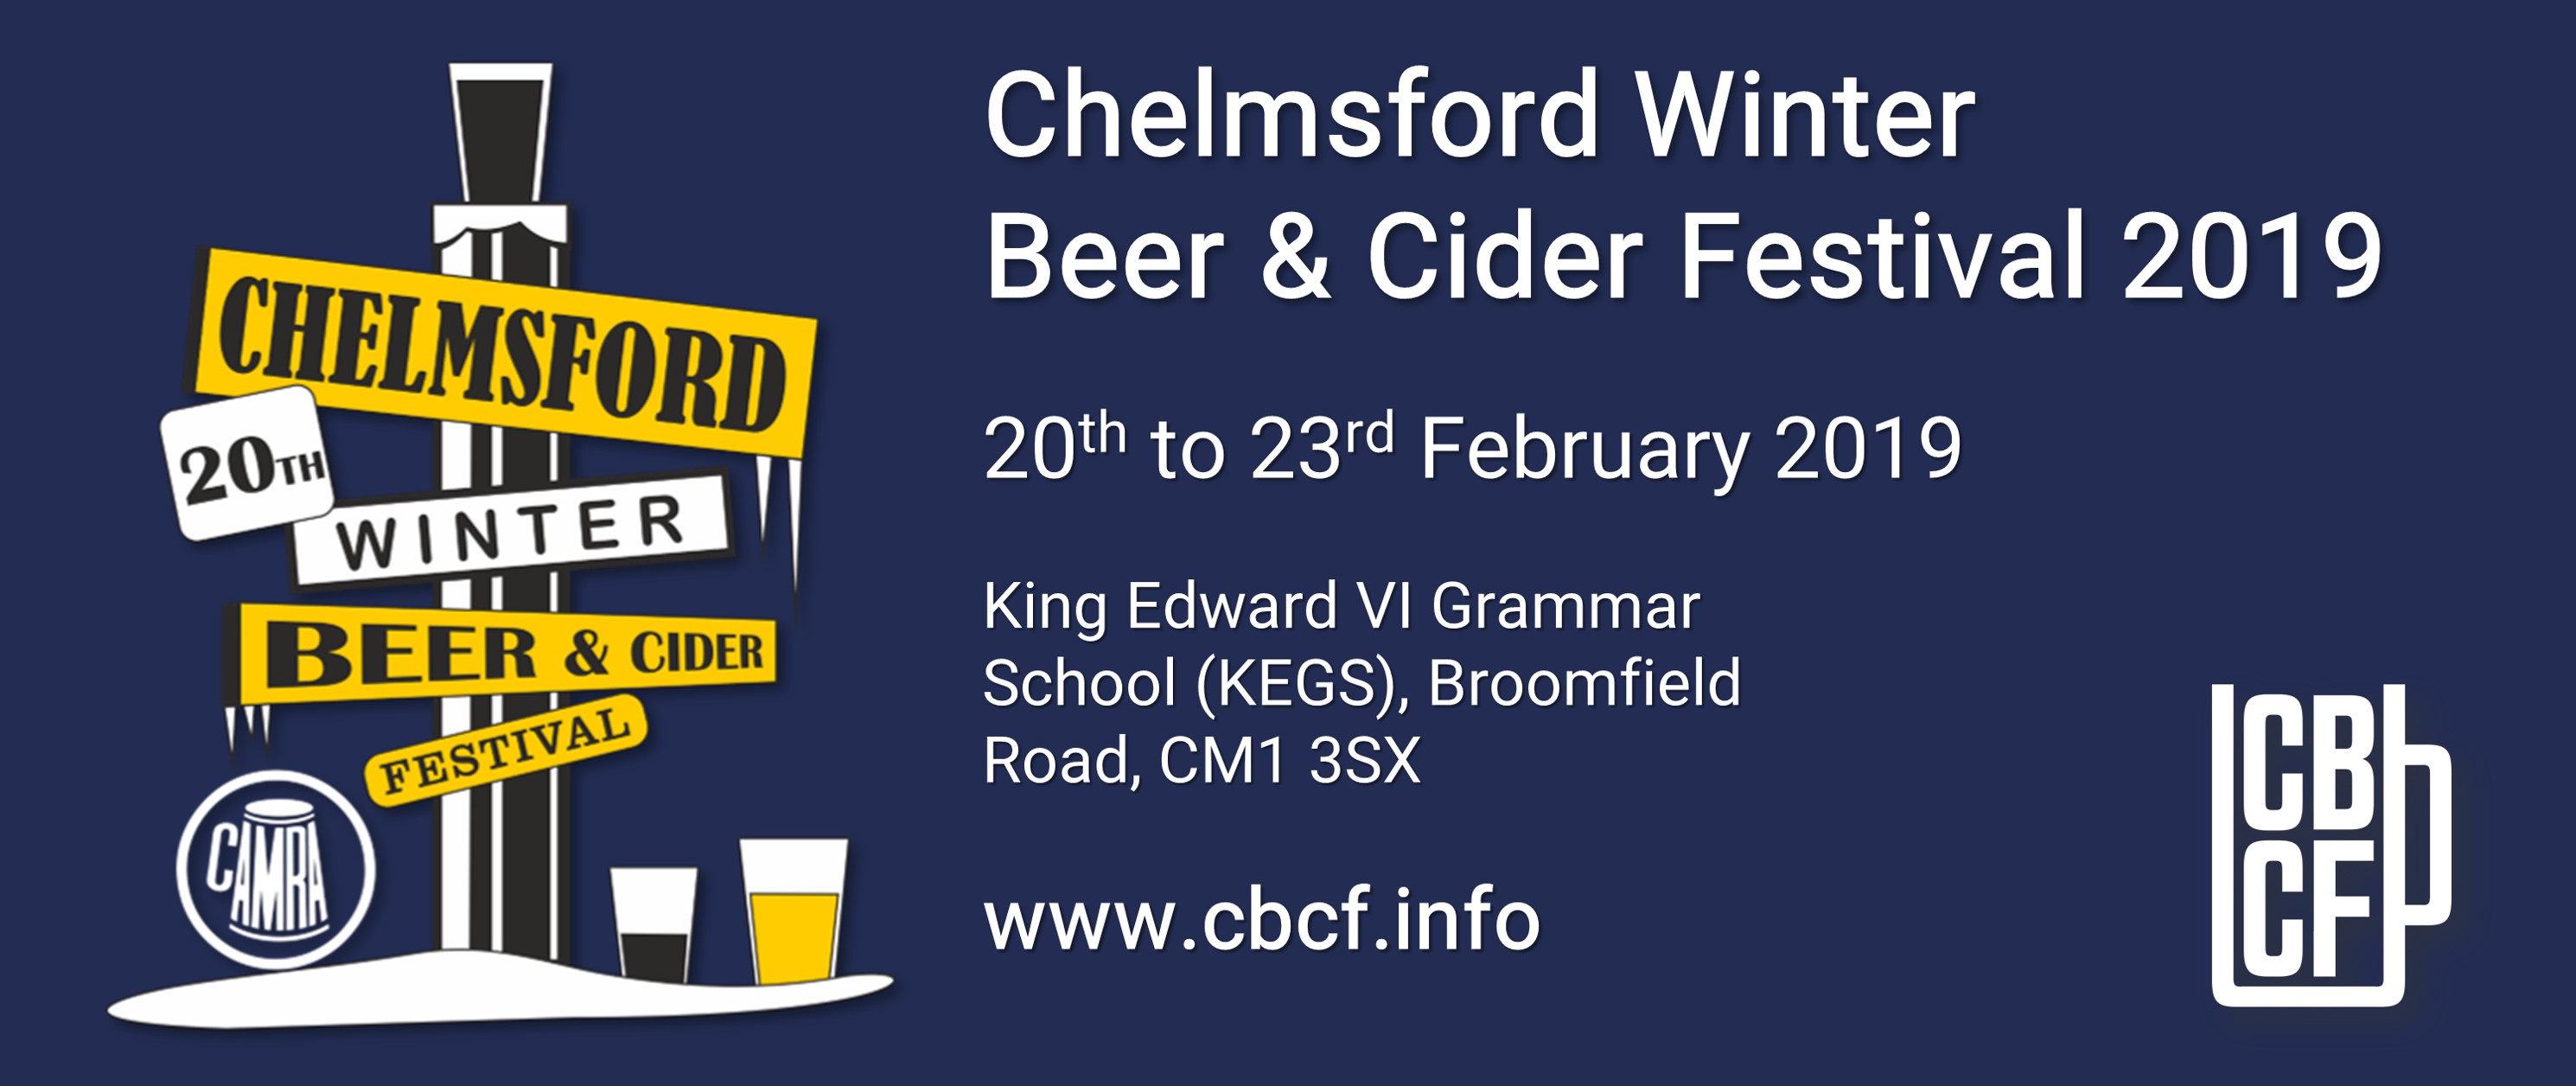 CHELMSFORD
20TH
WINTER
BEER & CIDER
FESTIVAL
CAMRA
Chelmsford Winter
Beer & Cider Festival 2019
20th to 23rd February 2019
King Edward VI Grammar
School (KEGS), Broomfield
Road, CM1 3SX
www.cbcf.info
CB
CF